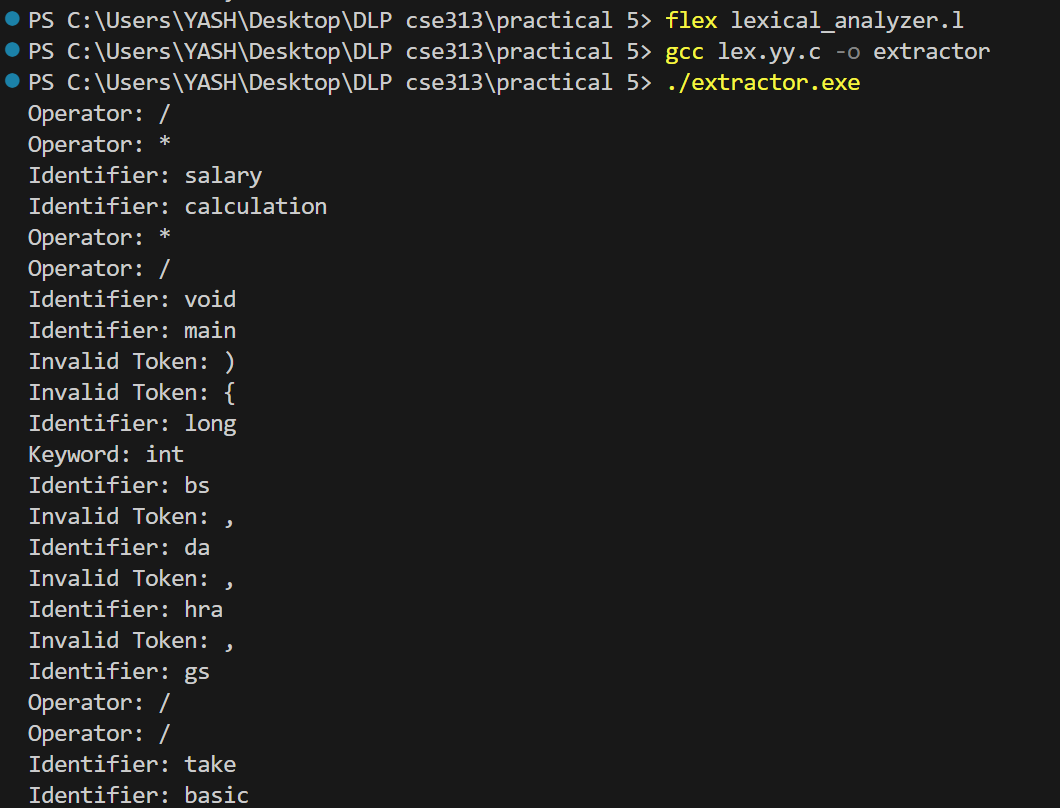 PS C:\Users\YASH\Desktop\DLP cse313\practical 5> flex lexical_analyzer.l
PS C:\Users\YASH\Desktop\DLP cse313\practical 5> gcc lex.yy.c -o extractor
PS C:\Users\YASH\Desktop\DLP cse313\practical 5> ./extractor.exe
Operator: /
Operator: *
Identifier: salary
Identifier: calculation
Operator: *
Operator: /
Identifier: void
Identifier: main
Invalid Token: )
Invalid Token: {
Identifier: long
Keyword: int
Identifier: bs
Invalid Token: ,
Identifier: da
Invalid Token: ,
Identifier: hra
Invalid Token: ,
Identifier: gs
Operator: /
Operator: /
Identifier: take
Identifier: basic